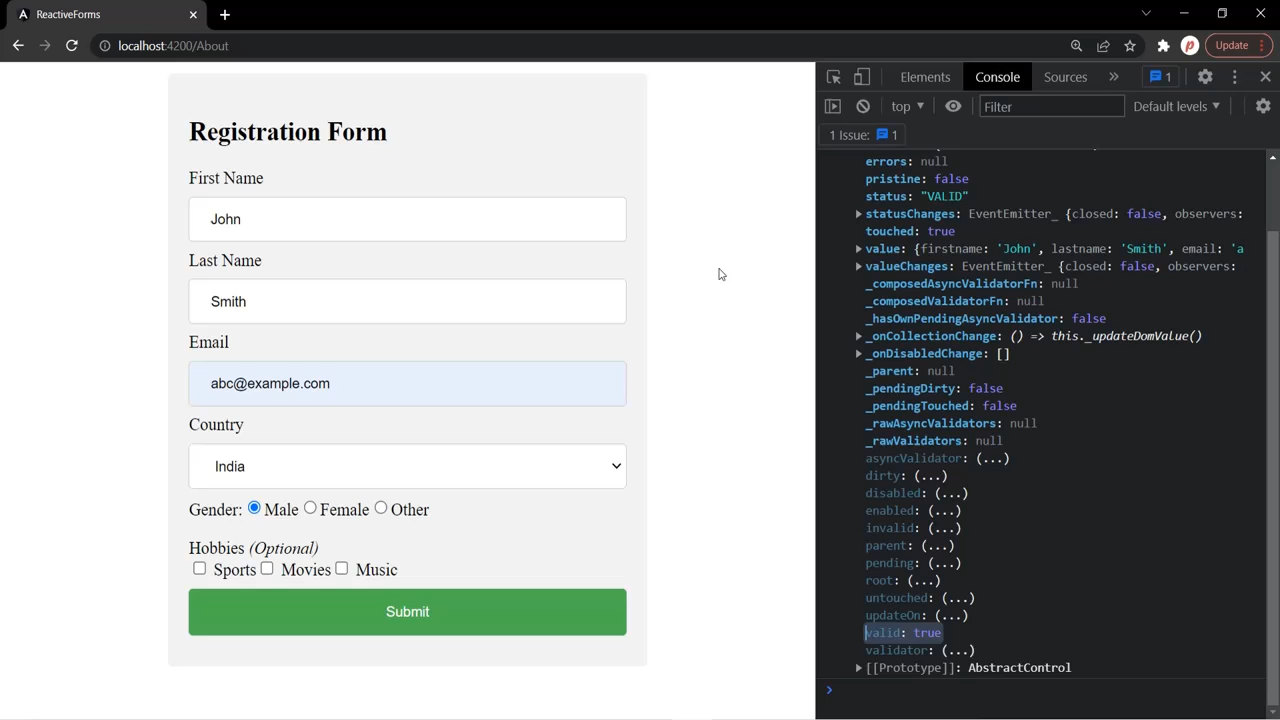 ReactiveForms
localhost:4200/About
Update
Registration Form
First Name
John
Last Name
Smith
Email
abc@example.com
Country
India
Gender: Male Female Other
Hobbies (Optional)
Sports Movies Music
Submit
Elements Console Sources » 1
top Filter Default levels
1 Issue: 1
errors: null
pristine: false
status: "VALID"
statusChanges: EventEmitter_ {closed: false, observers:
touched: true
value: {firstname: 'John', lastname: 'Smith', email: 'a
valueChanges: EventEmitter_ {closed: false, observers:
_composedAsyncValidatorFn: null
_composedValidatorFn: null
_hasOwnPendingAsyncValidator: false
_onCollectionChange: () => this._updateDomValue()
_onDisabledChange: []
_parent: null
_pendingDirty: false
_pendingTouched: false
_rawAsyncValidators: null
_rawValidators: null
asyncValidator: (...)
dirty: (...)
disabled: (...)
enabled: (...)
invalid: (...)
parent: (...)
pending: (...)
root: (...)
untouched: (...)
updateOn: (...)
valid: true
validator: (...)
[[Prototype]]: AbstractControl